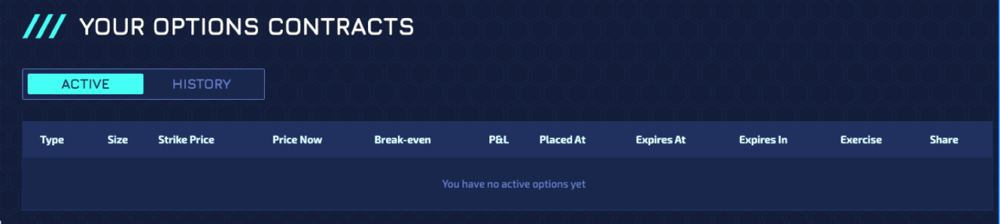 /// YOUR OPTIONS CONTRACTS
ACTIVE HISTORY
Type Size Strike Price Price Now Break-even P&L Placed At Expires At Expires In Exercise Share
You have no active options yet